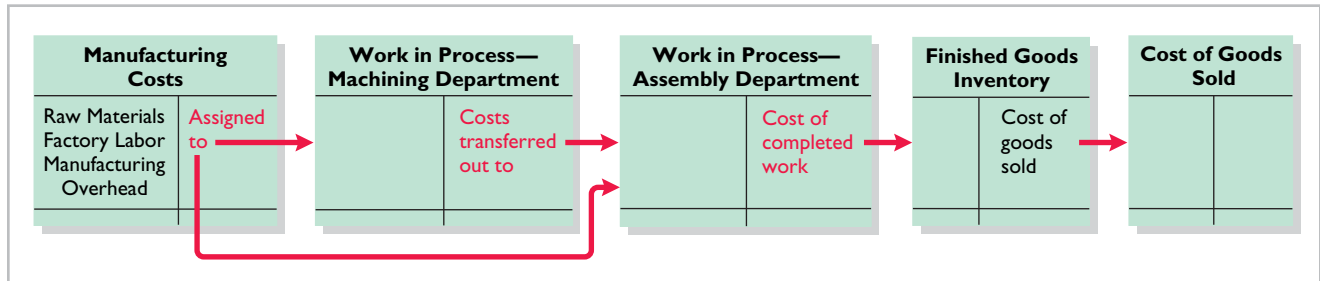 Manufacturing
Costs
Raw Materials
Factory Labor
Manufacturing
Overhead
Assigned
to
Work in Process—
Machining Department
Costs
transferred
out to
Work in Process—
Assembly Department
Cost of
completed
work
Finished Goods
Inventory
Cost of
goods
sold
Cost of Goods
Sold